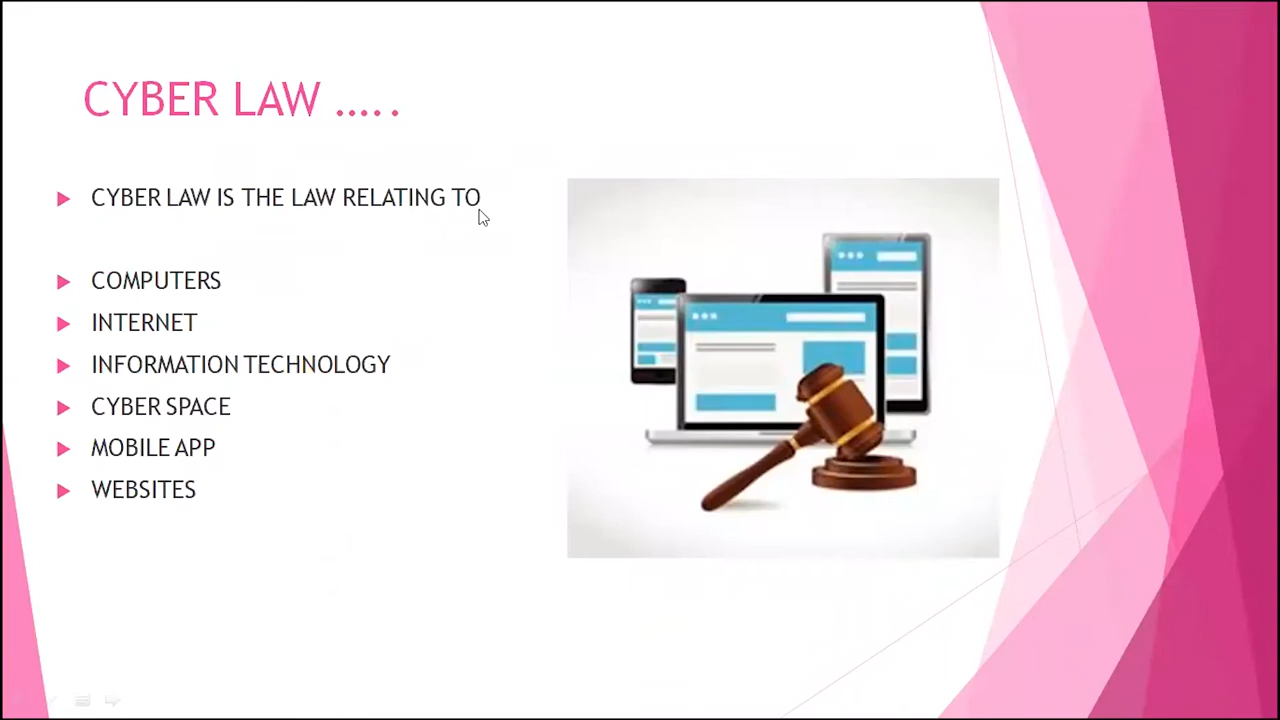 CYBER LAW .....
CYBER LAW IS THE LAW RELATING TO
COMPUTERS
INTERNET
INFORMATION TECHNOLOGY
CYBER SPACE
MOBILE APP
WEBSITES